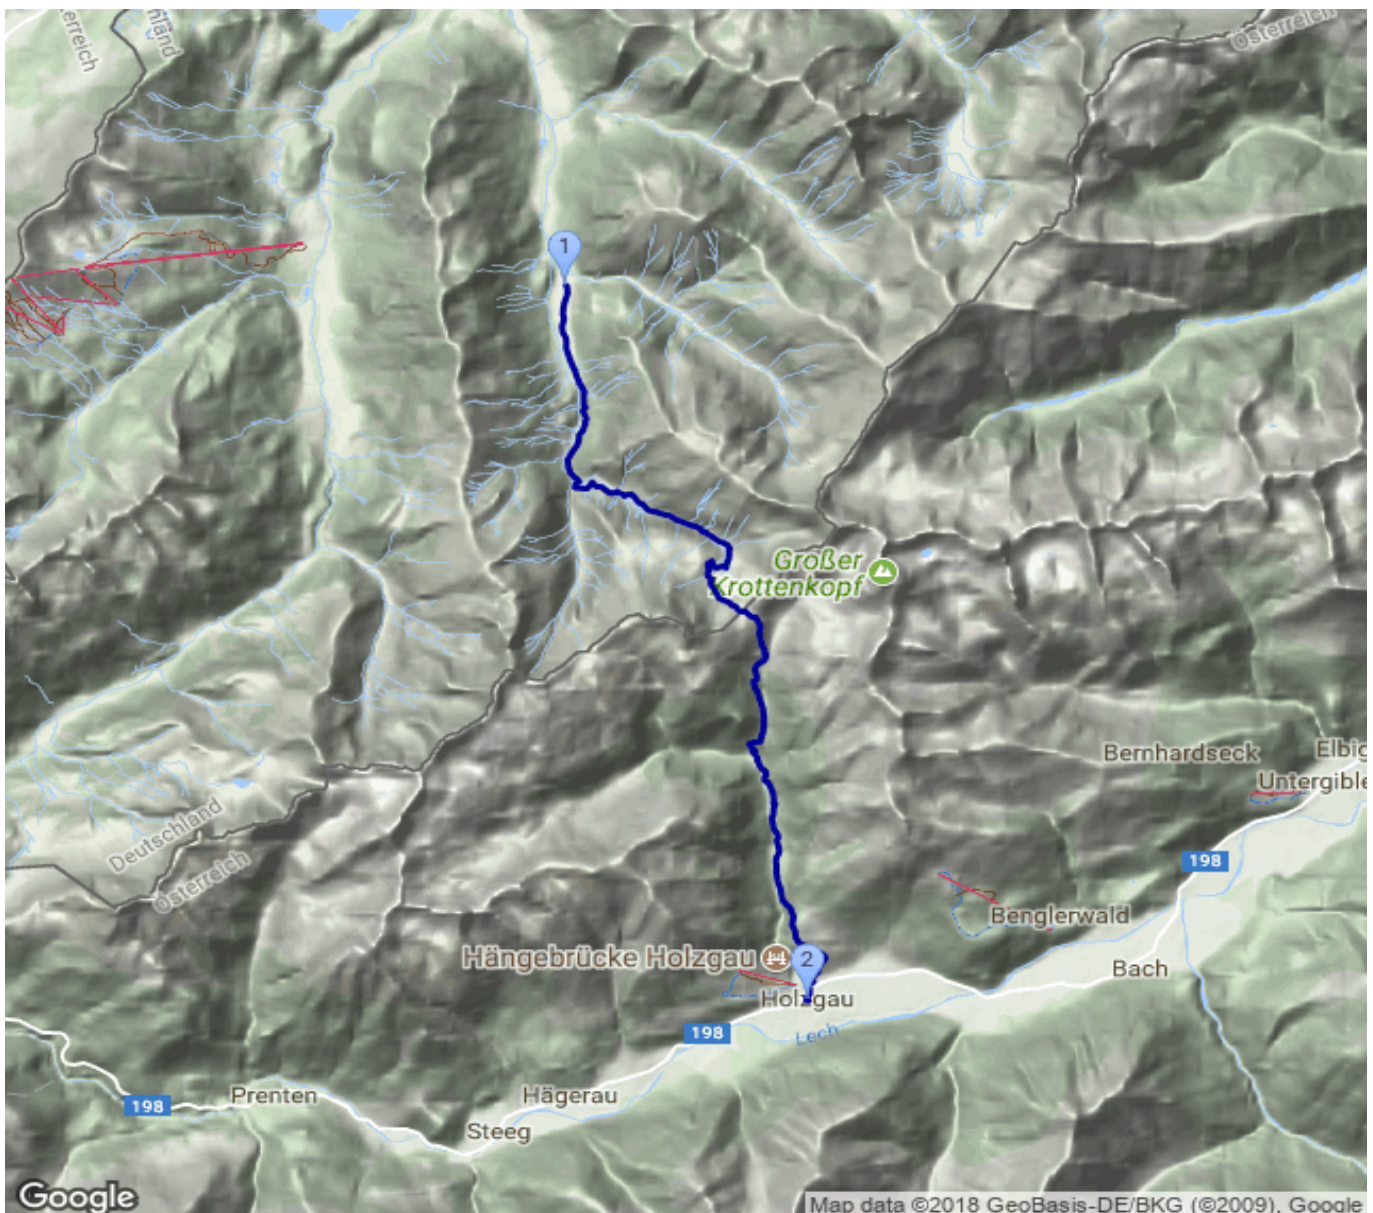 Österreich
1
Großer
Krottenkopf
Bernhardseck
Untergible
Deutschland
Österreich
198
Benglerwald
Hängebrücke Holzgau
2
Bach
Holzgau
198
Lech
Hägerau
Prenten
198
Steeg
Google
Map data ©2018 GeoBasis-DE/BKG (©2009), Google